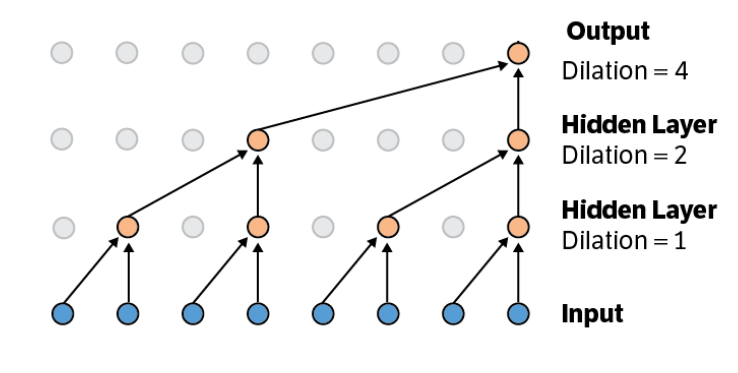 Output
Dilation = 4
Hidden Layer
Dilation = 2
Hidden Layer
Dilation = 1
Input